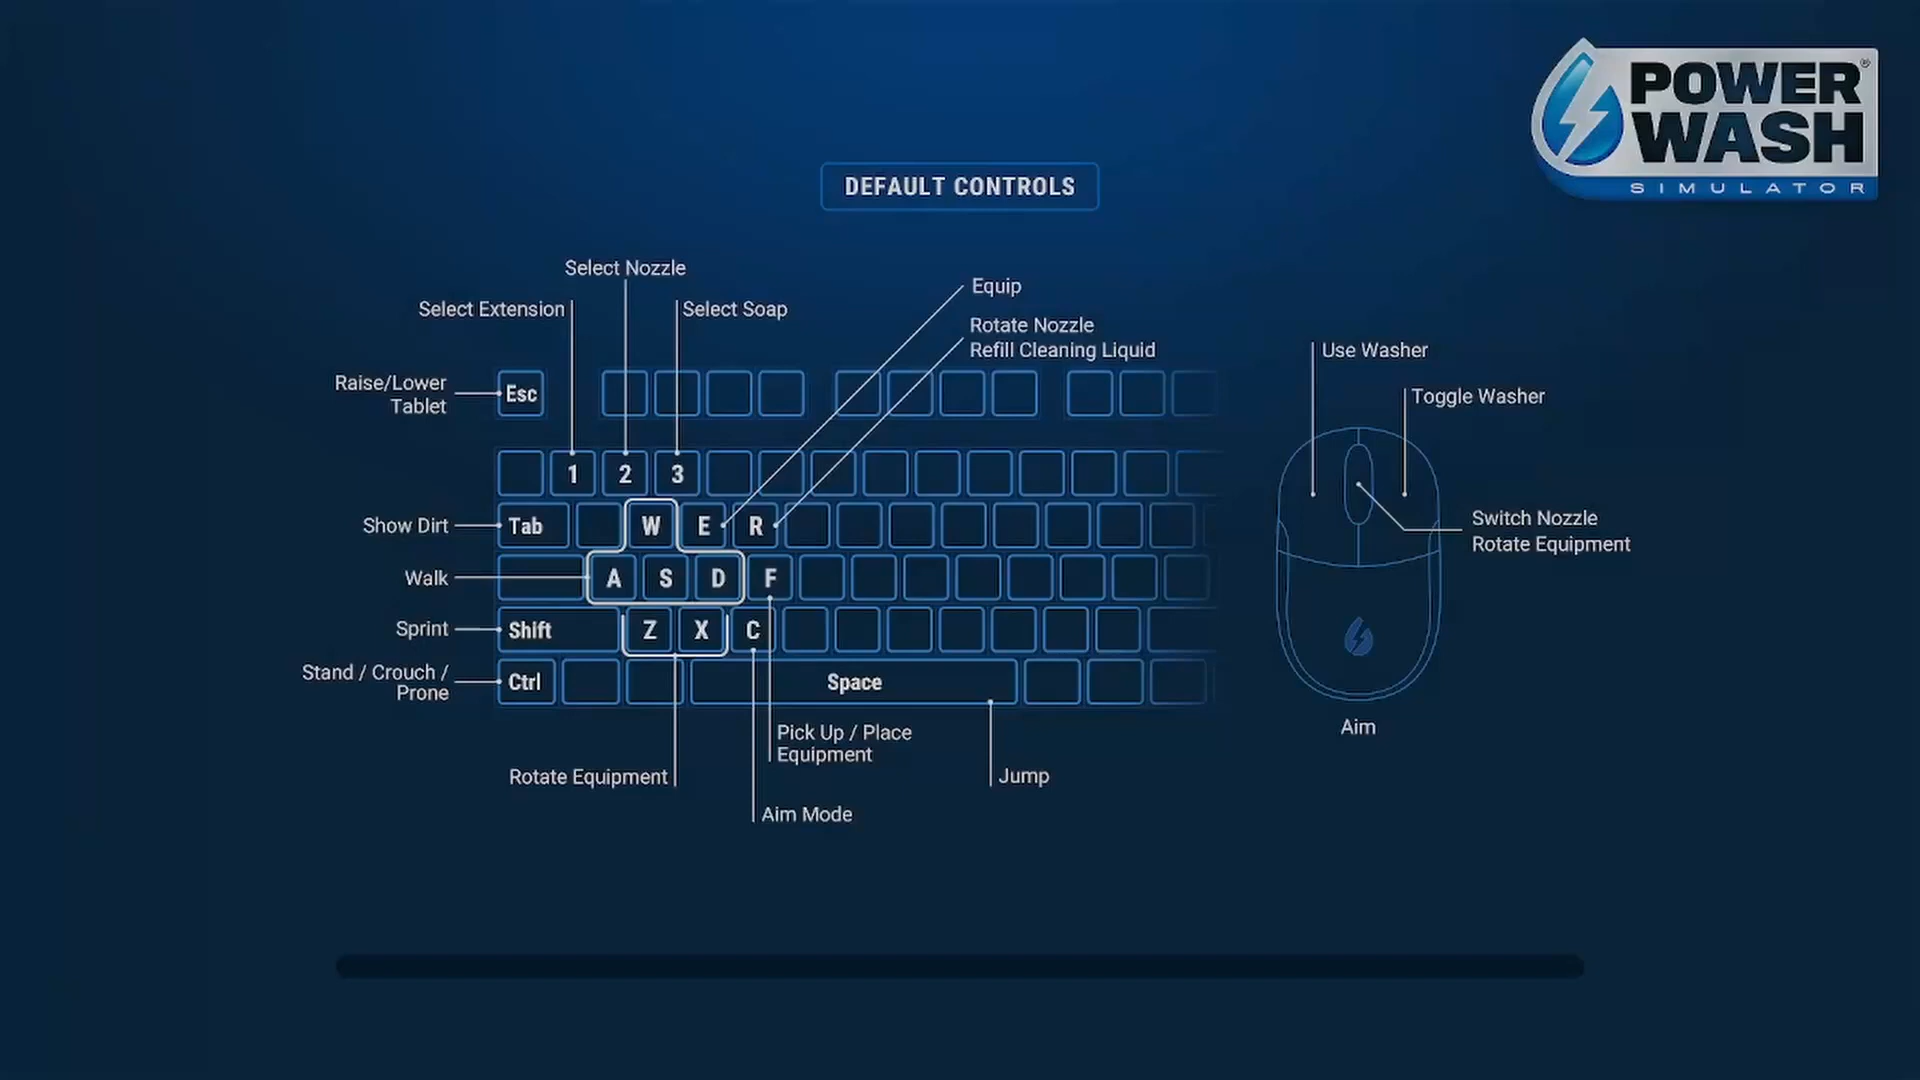 POWER®
WASH
SIMULATOR
DEFAULT CONTROLS
Select Nozzle
Select Extension
Select Soap
Equip
Rotate Nozzle
Refill Cleaning Liquid
Raise/Lower
Tablet
Esc
1 2 3
Show Dirt
Tab W E R
Walk
A S D F
Sprint
Shift Z X C
Stand / Crouch /
Prone
Ctrl Space
Pick Up / Place
Equipment
Rotate Equipment
Jump
Aim Mode
Use Washer
Toggle Washer
Switch Nozzle
Rotate Equipment
Aim